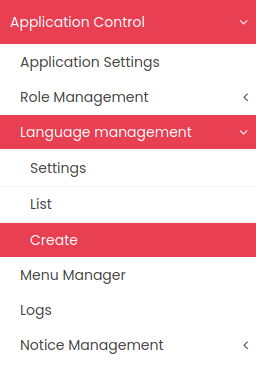 Application Control
Application Settings
Role Management
Language management
Settings
List
Create
Menu Manager
Logs
Notice Management